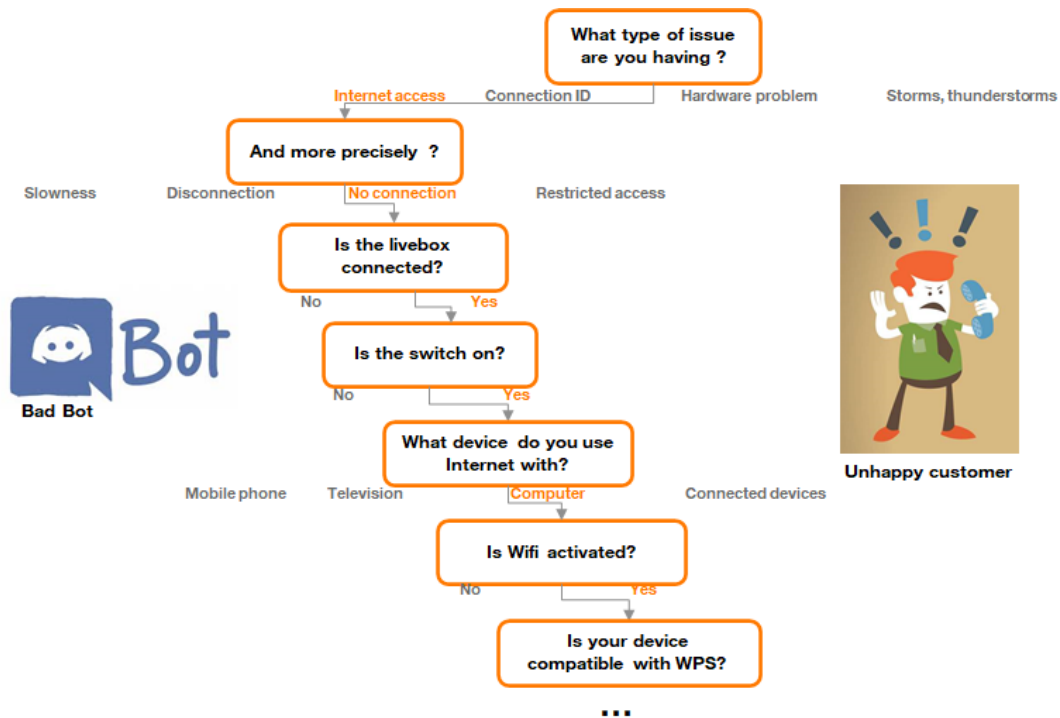 What type of issue
are you having ?
Internet access
Connection ID
Hardware problem
Storms, thunderstorms
And more precisely ?
Slowness
Disconnection
No connection
Restricted access
Is the livebox
connected?
No
Yes
Bot
Bad Bot
Is the switch on?
No
Yes
What device do you use
Internet with?
Unhappy customer
Mobile phone
Television
Computer
Connected devices
Is Wifi activated?
No
Yes
Is your device
compatible with WPS?
...